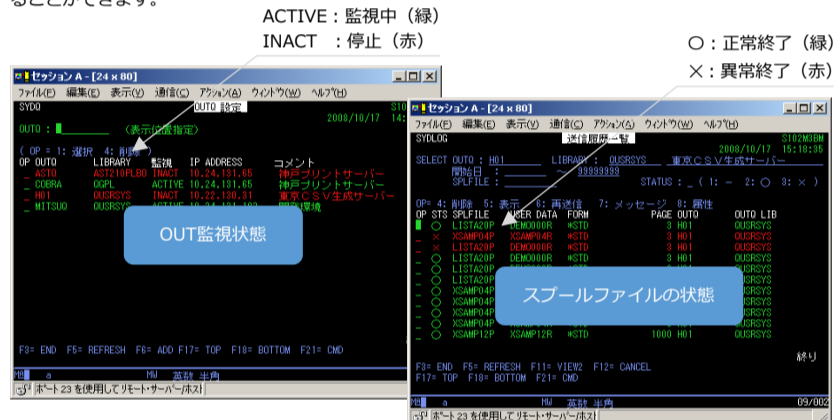 ることができます。
ACTIVE：監視中（緑）
INACT ：停止（赤）
○：正常終了（緑）
×：異常終了（赤）
セッション A - [24 x 80]
ファイル(F) 編集(E) 表示(V) 通信(C) アクション(A) ウィンドウ(W) ヘルプ(H)
SYDQ OUTQ 設定
2008/10/17 14:
OUTQ : (表示位置指定)
( OP = 1: 選択 4: 削除 )
OP OUTQ LIBRARY 監視 IP ADDRESS コメント
_ ASTQ INACT 10.24.131.65 神戸プリントサーバー
_ COBRA QGPL ACTIVE 10.24.131.65 神戸プリントサーバー
_ H01 QUSRSYS INACT 10.22.130.31 東京ＣＳＶ生成サーバー
_ MITSUO QUSRSYS
OUT監視状態
F3= END F5= REFRESH F6= ADD F17= TOP F18= BOTTOM F21= CMD
MW 英数 半角
ポート 23 を使用してリモート・サーバー/ホスト
セッション A - [24 x 80]
ファイル(F) 編集(E) 表示(V) 通信(C) アクション(A) ウィンドウ(W) ヘルプ(H)
SYDLOG 送信履歴一覧 S102M3BM
2008/10/17 15:18:35
SELECT OUTQ : H01 LIBRARY : QUSRSYS 東京ＣＳＶ生成サーバー
開始日 : ～ 99999999
SPLFILE : STATUS : _ ( 1: － 2: ○ 3: × )
OP= 4: 削除 5: 表示 6: 再送信 7: メッセージ 8: 属性
OP STS SPLFILE USER DATA FORM PAGE OUTQ OUTQ LIB
○ LISTA20P DEMO000R *STD 3 H01 QUSRSYS
_ × XSAMP04P XSAMP04R *STD 3 H01 QUSRSYS
_ × XSAMP04P DEMO000R *STD 3 H01 QUSRSYS
_ ○ LISTA20P DEMO000R *STD 3 H01 QUSRSYS
_ ○ LISTA20P QUSRSYS
_ ○ LISTA20P QUSRSYS
_ ○ XSAMP04P QUSRSYS
_ ○ XSAMP04P QUSRSYS
_ ○ XSAMP04P QUSRSYS
_ ○ XSAMP12P XSAMP12R *STD 1000 H01 QUSRSYS
スプールファイルの状態
終り
F3= END F5= REFRESH F11= VIEW2 F12= CANCEL
F17= TOP F18= BOTTOM F21= CMD
MW 英数 半角 09/002
ポート 23 を使用してリモート・サーバー/ホスト